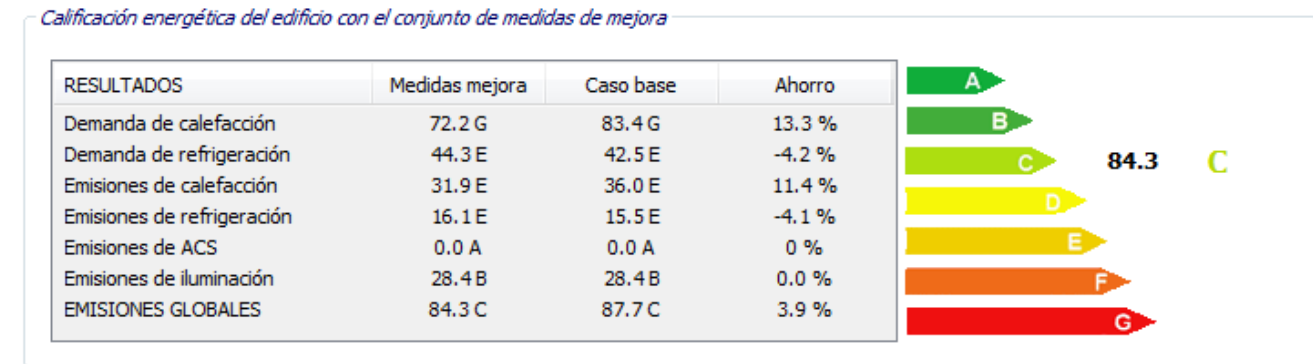 Calificación energética del edificio con el conjunto de medidas de mejora
RESULTADOS Medidas mejora Caso base Ahorro
Demanda de calefacción 72.2 G 83.4 G 13.3 %
Demanda de refrigeración 44.3 E 42.5 E -4.2 %
Emisiones de calefacción 31.9 E 36.0 E 11.4 %
Emisiones de refrigeración 16.1 E 15.5 E -4.1 %
Emisiones de ACS 0.0 A 0.0 A 0 %
Emisiones de iluminación 28.4 B 28.4 B 0.0 %
EMISIONES GLOBALES 84.3 C 87.7 C 3.9 %
A
B
C 84.3 C
D
E
F
G